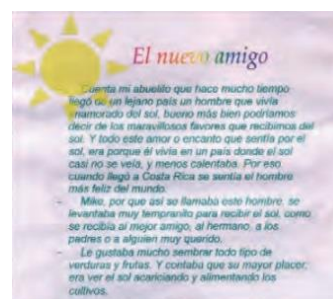 El nuevo amigo
Cuenta mi abuelito que hace mucho tiempo
llegó de un lejano país un hombre que vivía
enamorado del sol, bueno más bien podríamos
decir de los maravillosos favores que recibimos del
sol. Y todo este amor o encanto que sentía por el
sol, era porque él vivía en un país donde el sol
casi no se veía, y menos calentaba. Por eso
cuando llegó a Costa Rica se sentía el hombre
más feliz del mundo.
- Mike, por que así se llamaba este hombre, se
levantaba muy tempranito para recibir el sol, como
se recibía al mejor amigo, al hermano, a los
padres o a alguien muy querido.
- Le gustaba mucho sembrar todo tipo de
verduras y frutas. Y contaba que su mayor placer,
era ver el sol acariciando y alimentando los
cultivos.